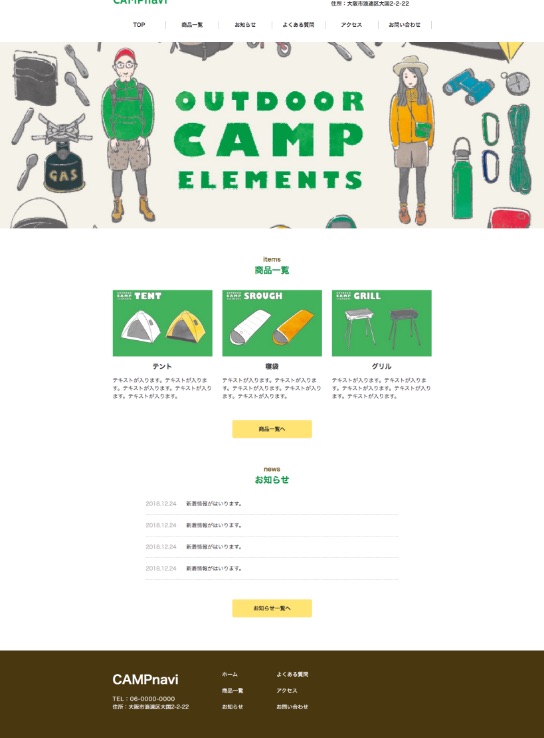 CAMPnavi
住所：大阪市浪速区大国2-2-22
TOP
商品一覧
お知らせ
よくある質問
アクセス
お問い合わせ
OUTDOOR
CAMP
ELEMENTS
GAS
items
商品一覧
CAMP TENT
CAMP SROUGH
CAMP GRILL
テント
寝袋
グリル
テキストが入ります。テキストが入りま
す。テキストが入ります。テキストが入り
ます。テキストが入ります。
テキストが入ります。テキストが入りま
す。テキストが入ります。テキストが入り
ます。テキストが入ります。
テキストが入ります。テキストが入りま
す。テキストが入ります。テキストが入り
ます。テキストが入ります。
商品一覧へ
news
お知らせ
2018.12.24 新着情報がはいります。
2018.12.24 新着情報がはいります。
2018.12.24 新着情報がはいります。
2018.12.24 新着情報がはいります。
お知らせ一覧へ
CAMPnavi
TEL：06-0000-0000
住所：大阪市浪速区大国2-2-22
ホーム
商品一覧
お知らせ
よくある質問
アクセス
お問い合わせ